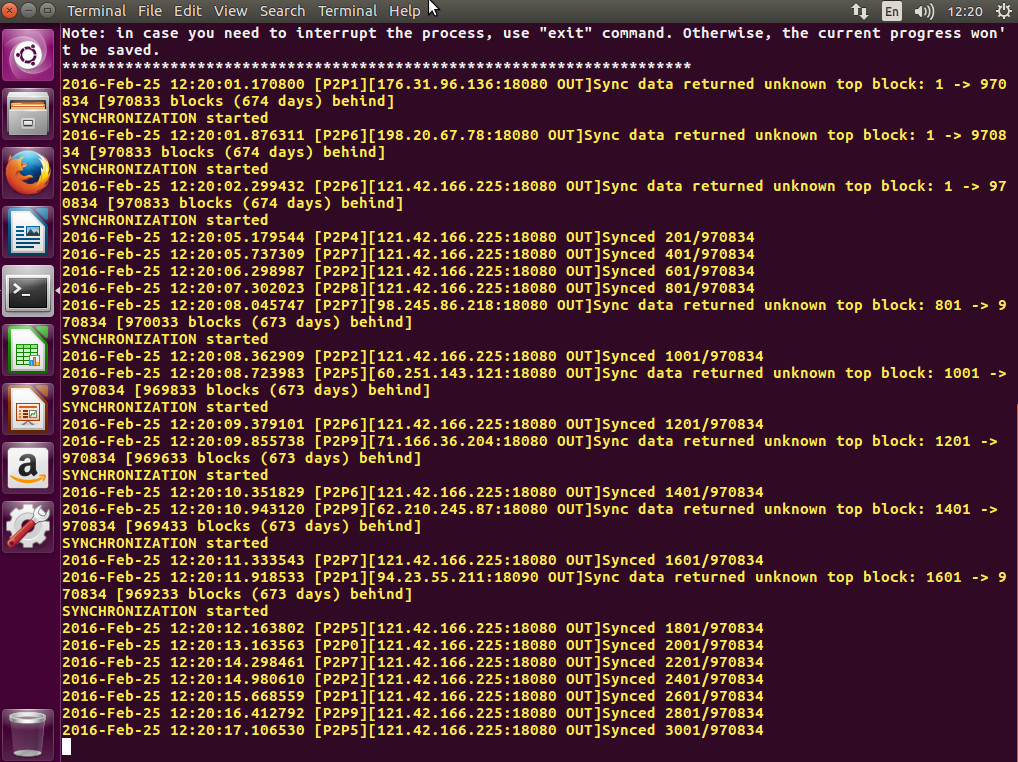 Terminal File Edit View Search Terminal Help En 12:20
Note: in case you need to interrupt the process, use "exit" command. Otherwise, the current progress won'
t be saved.
**********************************************************************
2016-Feb-25 12:20:01.170800 [P2P1][176.31.96.136:18080 OUT]Sync data returned unknown top block: 1 -> 970
834 [970833 blocks (674 days) behind]
SYNCHRONIZATION started
2016-Feb-25 12:20:01.876311 [P2P6][198.20.67.78:18080 OUT]Sync data returned unknown top block: 1 -> 9708
34 [970833 blocks (674 days) behind]
SYNCHRONIZATION started
2016-Feb-25 12:20:02.299432 [P2P6][121.42.166.225:18080 OUT]Sync data returned unknown top block: 1 -> 97
0834 [970833 blocks (674 days) behind]
SYNCHRONIZATION started
2016-Feb-25 12:20:05.179544 [P2P4][121.42.166.225:18080 OUT]Synced 201/970834
2016-Feb-25 12:20:05.737309 [P2P7][121.42.166.225:18080 OUT]Synced 401/970834
2016-Feb-25 12:20:06.298987 [P2P2][121.42.166.225:18080 OUT]Synced 601/970834
2016-Feb-25 12:20:07.302023 [P2P8][121.42.166.225:18080 OUT]Synced 801/970834
2016-Feb-25 12:20:08.045747 [P2P7][98.245.86.218:18080 OUT]Sync data returned unknown top block: 801 -> 9
70834 [970033 blocks (673 days) behind]
SYNCHRONIZATION started
2016-Feb-25 12:20:08.362909 [P2P2][121.42.166.225:18080 OUT]Synced 1001/970834
2016-Feb-25 12:20:08.723983 [P2P5][60.251.143.121:18080 OUT]Sync data returned unknown top block: 1001 ->
 970834 [969833 blocks (673 days) behind]
SYNCHRONIZATION started
2016-Feb-25 12:20:09.379101 [P2P6][121.42.166.225:18080 OUT]Synced 1201/970834
2016-Feb-25 12:20:09.855738 [P2P9][71.166.36.204:18080 OUT]Sync data returned unknown top block: 1201 ->
970834 [969633 blocks (673 days) behind]
SYNCHRONIZATION started
2016-Feb-25 12:20:10.351829 [P2P6][121.42.166.225:18080 OUT]Synced 1401/970834
2016-Feb-25 12:20:10.943120 [P2P9][62.210.245.87:18080 OUT]Sync data returned unknown top block: 1401 ->
970834 [969433 blocks (673 days) behind]
SYNCHRONIZATION started
2016-Feb-25 12:20:11.333543 [P2P7][121.42.166.225:18080 OUT]Synced 1601/970834
2016-Feb-25 12:20:11.918533 [P2P1][94.23.55.211:18090 OUT]Sync data returned unknown top block: 1601 -> 9
70834 [969233 blocks (673 days) behind]
SYNCHRONIZATION started
2016-Feb-25 12:20:12.163802 [P2P5][121.42.166.225:18080 OUT]Synced 1801/970834
2016-Feb-25 12:20:13.163563 [P2P0][121.42.166.225:18080 OUT]Synced 2001/970834
2016-Feb-25 12:20:14.298461 [P2P7][121.42.166.225:18080 OUT]Synced 2201/970834
2016-Feb-25 12:20:14.980610 [P2P2][121.42.166.225:18080 OUT]Synced 2401/970834
2016-Feb-25 12:20:15.668559 [P2P1][121.42.166.225:18080 OUT]Synced 2601/970834
2016-Feb-25 12:20:16.412792 [P2P9][121.42.166.225:18080 OUT]Synced 2801/970834
2016-Feb-25 12:20:17.106530 [P2P5][121.42.166.225:18080 OUT]Synced 3001/970834